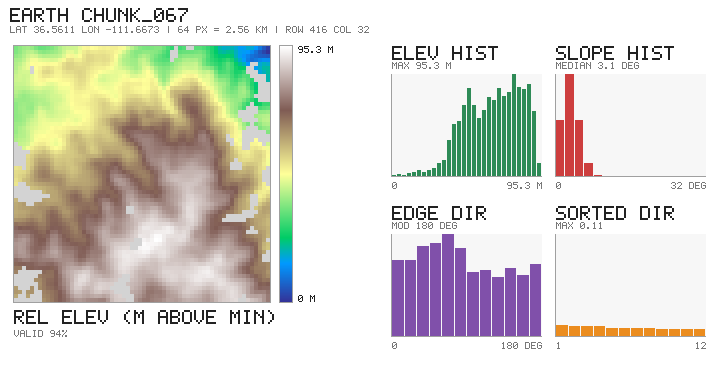 EARTH CHUNK_067
LAT 36.5611 LON -111.6673 | 64 PX = 2.56 KM | ROW 416 COL 32
95.3 M
0 M
REL ELEV (M ABOVE MIN)
VALID 94%
ELEV HIST
MAX 95.3 M
0 95.3 M
SLOPE HIST
MEDIAN 3.1 DEG
0 32 DEG
EDGE DIR
MOD 180 DEG
0 180 DEG
SORTED DIR
MAX 0.11
1 12